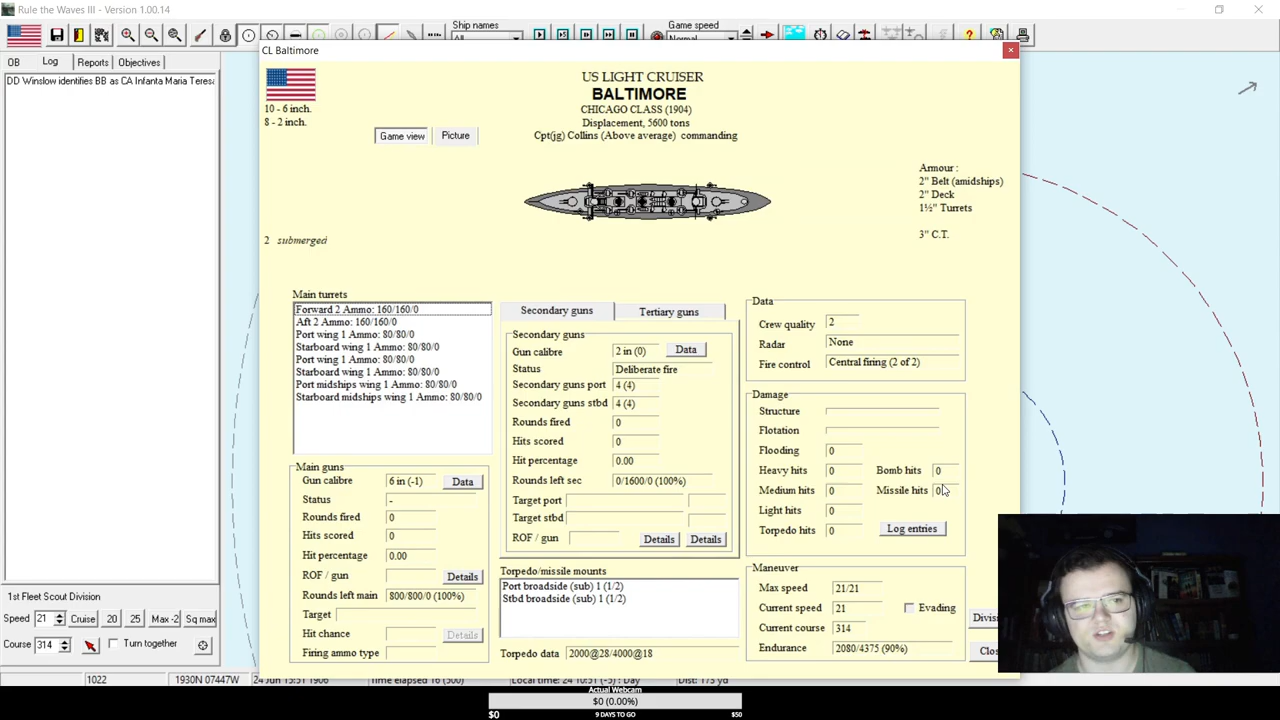 Rule the Waves III - Version 1.00.14
Ship names
All
Game speed
Normal
OB
Log
Reports
Objectives
DD Winslow identifies BB as CA Infanta Maria Teresa
CL Baltimore
10 - 6 inch.
8 - 2 inch.
US LIGHT CRUISER
BALTIMORE
CHICAGO CLASS (1904)
Displacement, 5600 tons
Cpt(jg) Collins (Above average) commanding
Game view
Picture
Armour :
2" Belt (amidships)
2" Deck
1½" Turrets
3" C.T.
2 submerged
Main turrets
Forward 2 Ammo: 160/160/0
Aft 2 Ammo: 160/160/0
Port wing 1 Ammo: 80/80/0
Starboard wing 1 Ammo: 80/80/0
Port wing 1 Ammo: 80/80/0
Starboard wing 1 Ammo: 80/80/0
Port midships wing 1 Ammo: 80/80/0
Starboard midships wing 1 Ammo: 80/80/0
Main guns
Gun calibre 6 in (-1) Data
Status -
Rounds fired 0
Hits scored 0
Hit percentage 0.00
ROF / gun Details
Rounds left main 800/800/0 (100%)
Target
Hit chance Details
Firing ammo type
Secondary guns
Tertiary guns
Secondary guns
Gun calibre 2 in (0) Data
Status Deliberate fire
Secondary guns port 4 (4)
Secondary guns stbd 4 (4)
Rounds fired 0
Hits scored 0
Hit percentage 0.00
Rounds left sec 0/1600/0 (100%)
Target port
Target stbd
ROF / gun Details Details
Torpedo/missile mounts
Port broadside (sub) 1 (1/2)
Stbd broadside (sub) 1 (1/2)
Torpedo data 2000@28/4000@18
Data
Crew quality 2
Radar None
Fire control Central firing (2 of 2)
Damage
Structure
Flotation
Flooding 0
Heavy hits 0 Bomb hits 0
Medium hits 0 Missile hits 0
Light hits 0
Torpedo hits 0 Log entries
Maneuver
Max speed 21/21
Current speed 21 Evading
Current course 314
Endurance 2080/4375 (90%)
1st Fleet Scout Division
Speed 21 Cruise 20 25 Max -2 Sq max
Course 314 Turn together
1022
1930N 07447W
Actual Webcam
$0 (0.00%)
$0 9 DAYS TO GO $50